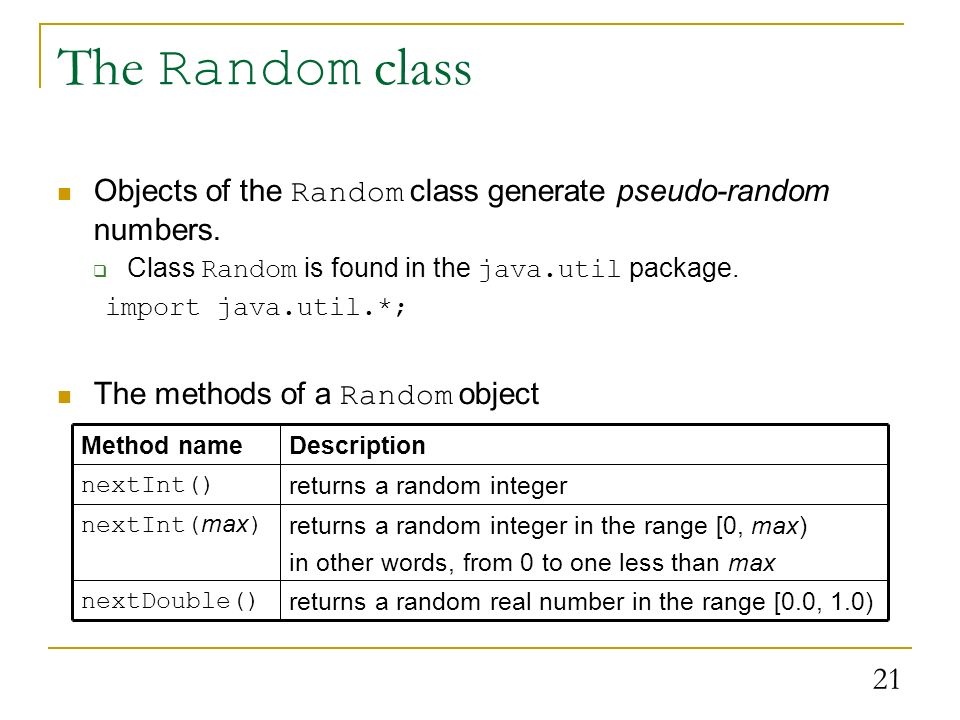 The Random class
Objects of the Random class generate pseudo-random
numbers.
Class Random is found in the java.util package.
import java.util.*;
The methods of a Random object
Method name Description
nextInt() returns a random integer
nextInt(max) returns a random integer in the range [0, max)
in other words, from 0 to one less than max
nextDouble() returns a random real number in the range [0.0, 1.0)
21